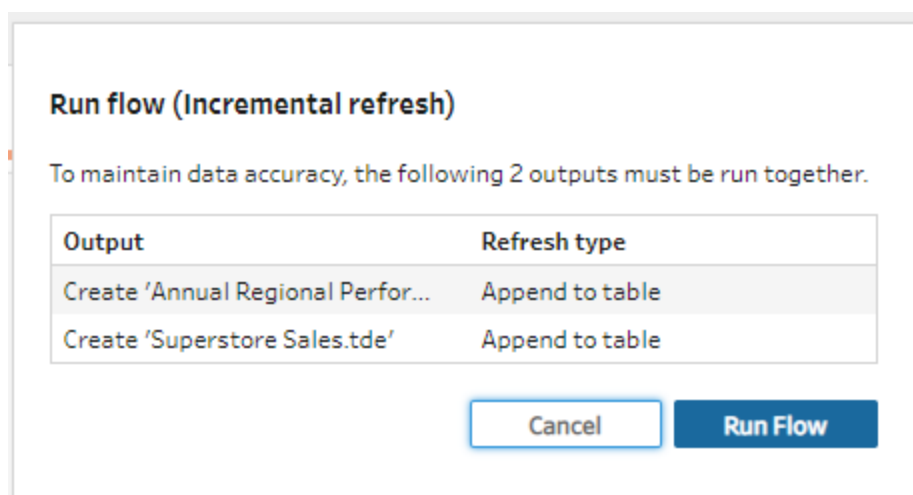 Run flow (Incremental refresh)
To maintain data accuracy, the following 2 outputs must be run together.
Output Refresh type
Create 'Annual Regional Perfor... Append to table
Create 'Superstore Sales.tde' Append to table
Cancel Run Flow